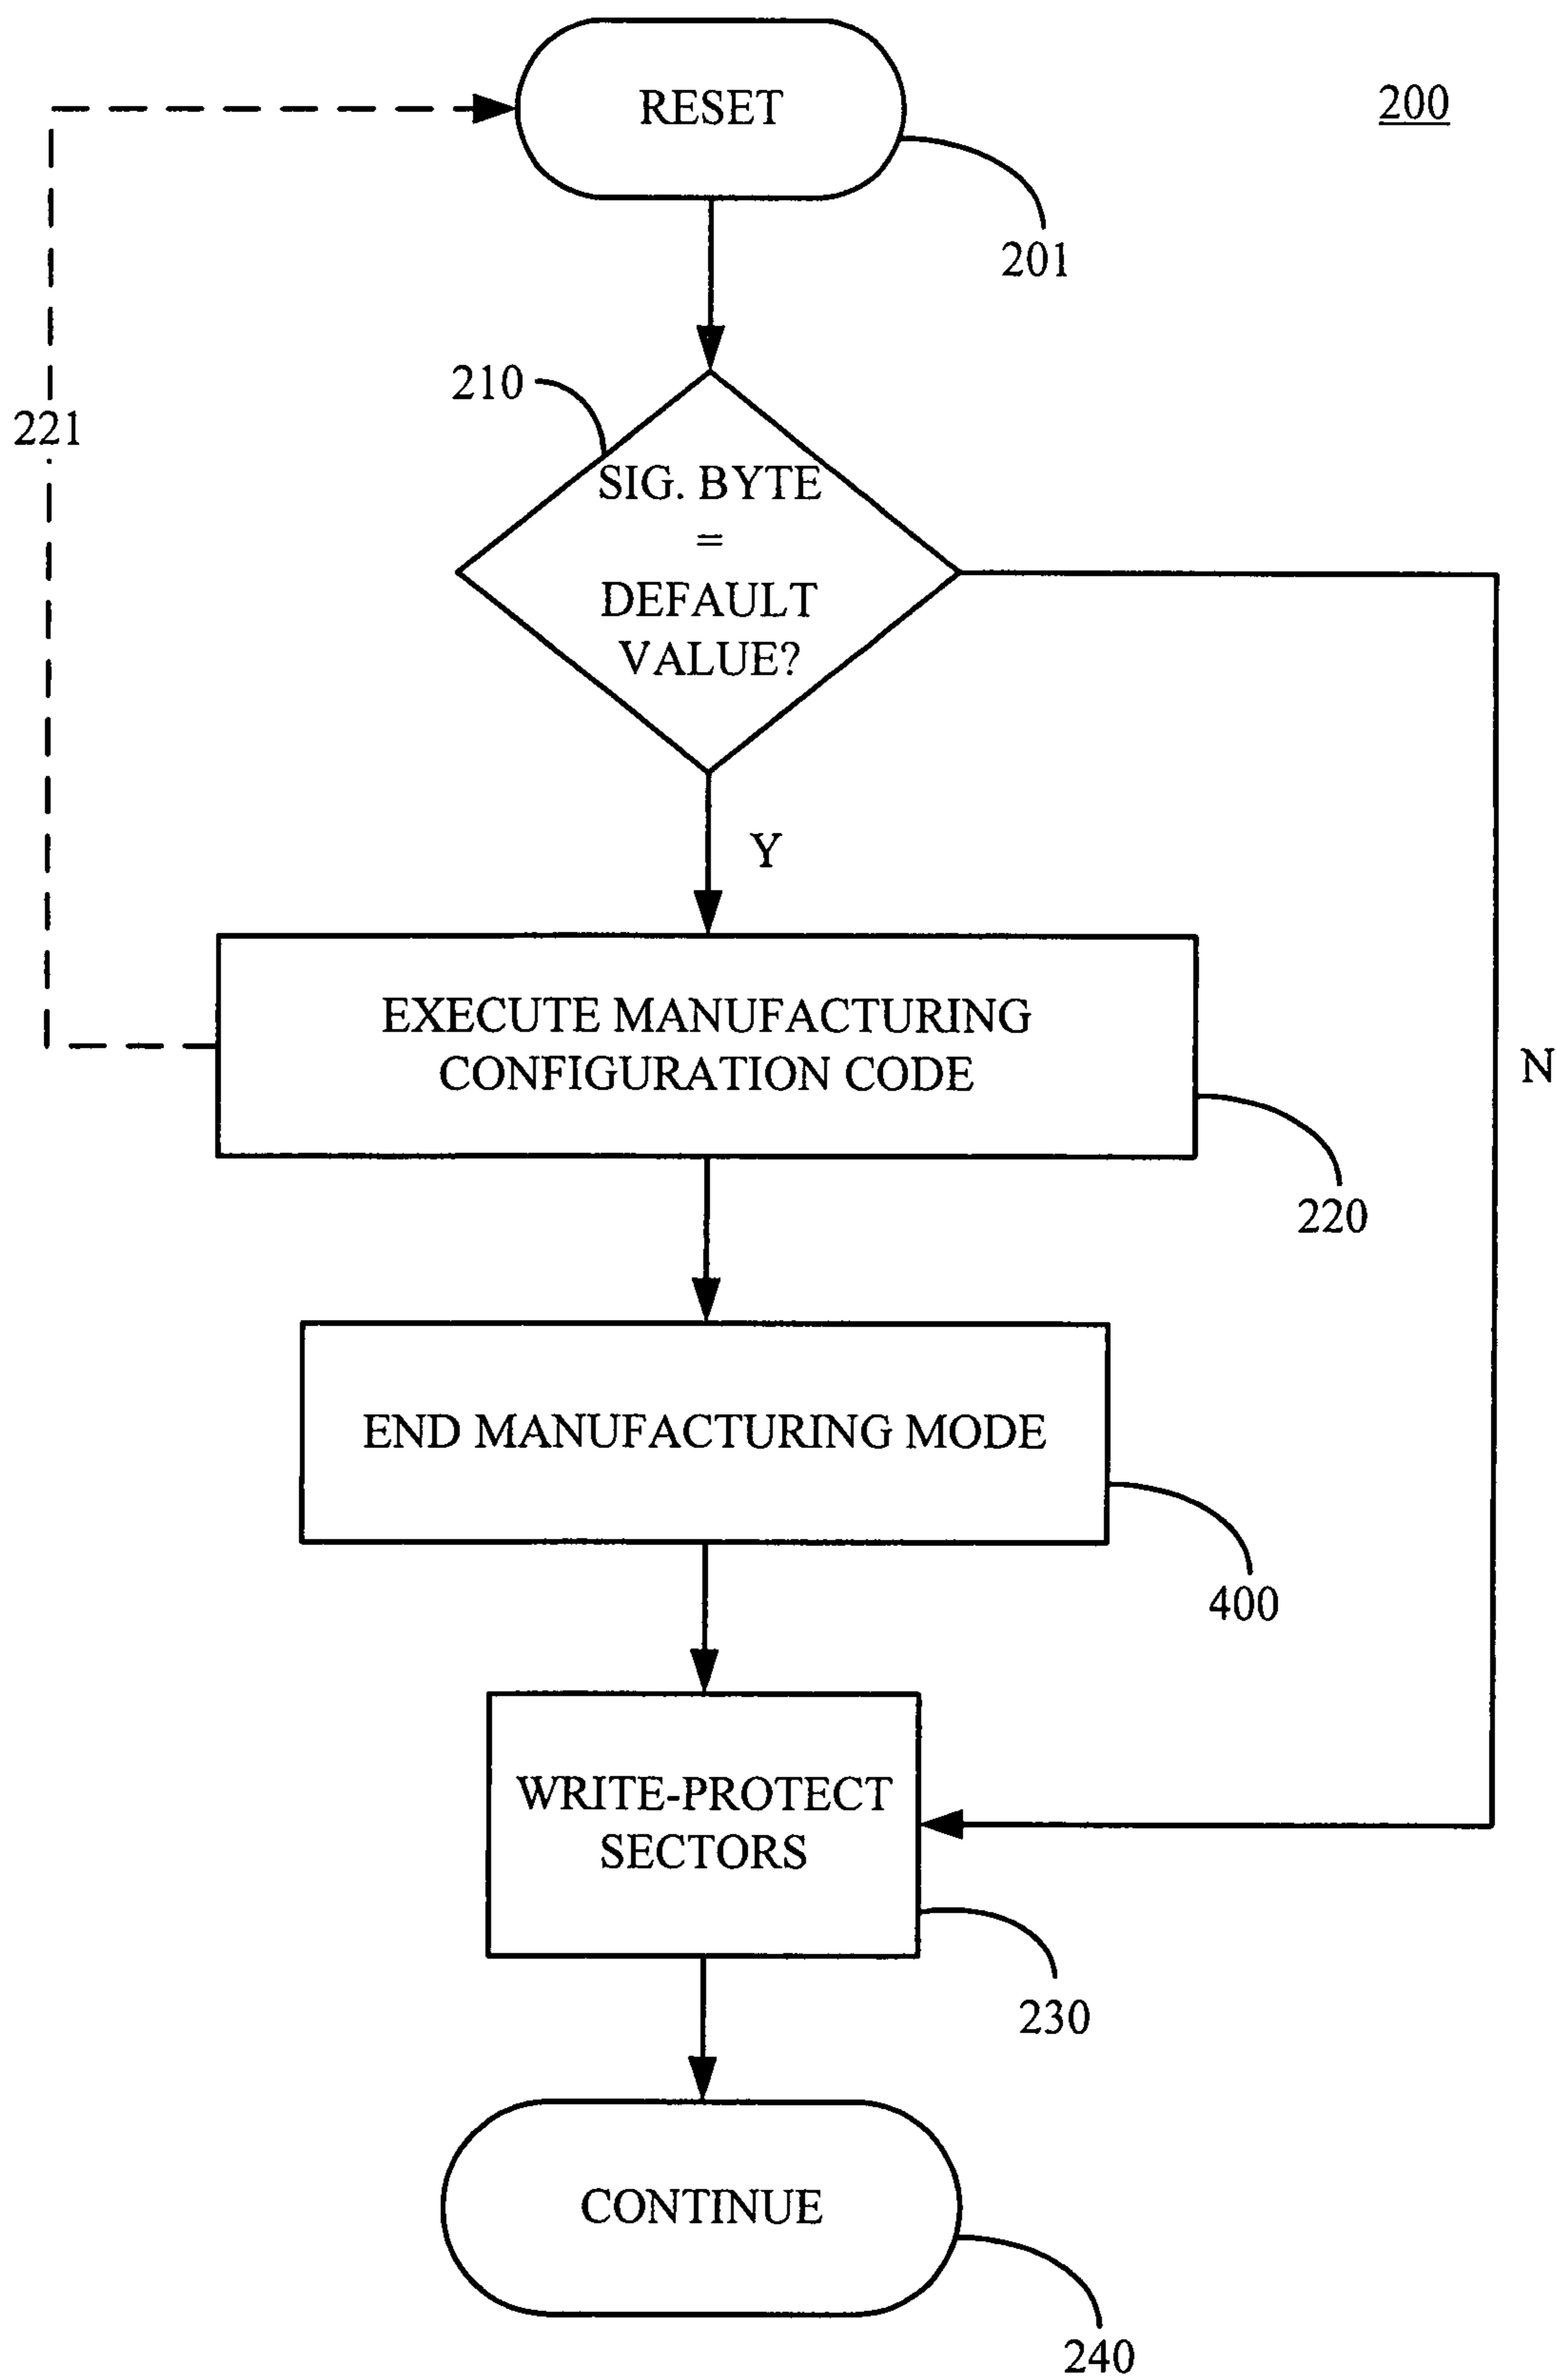 RESET
200
201
210
221
SIG. BYTE
=
DEFAULT
VALUE?
Y
EXECUTE MANUFACTURING
CONFIGURATION CODE
N
220
END MANUFACTURING MODE
400
WRITE-PROTECT
SECTORS
230
CONTINUE
240